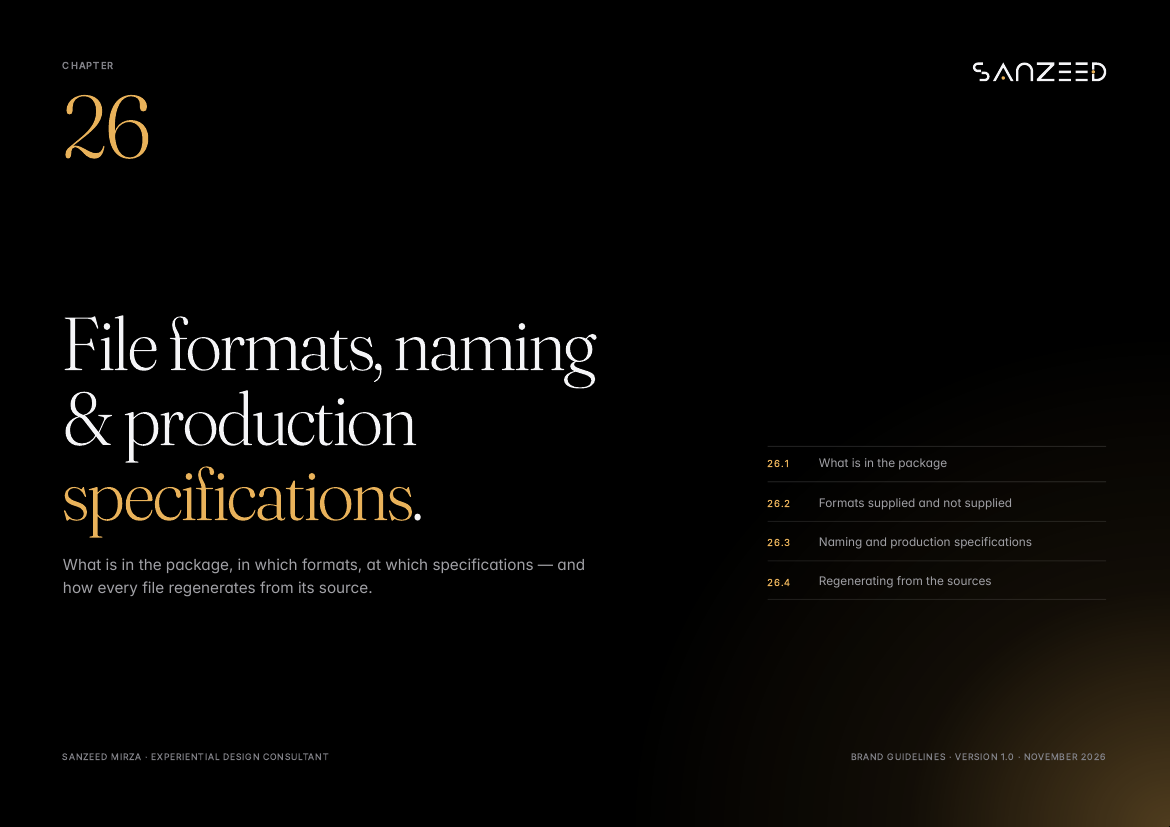 CHAPTER
SANZEED
26
File formats, naming
& production
specifications.
What is in the package, in which formats, at which specifications — and
how every file regenerates from its source.
26.1 What is in the package
26.2 Formats supplied and not supplied
26.3 Naming and production specifications
26.4 Regenerating from the sources
SANZEED MIRZA · EXPERIENTIAL DESIGN CONSULTANT
BRAND GUIDELINES · VERSION 1.0 · NOVEMBER 2026